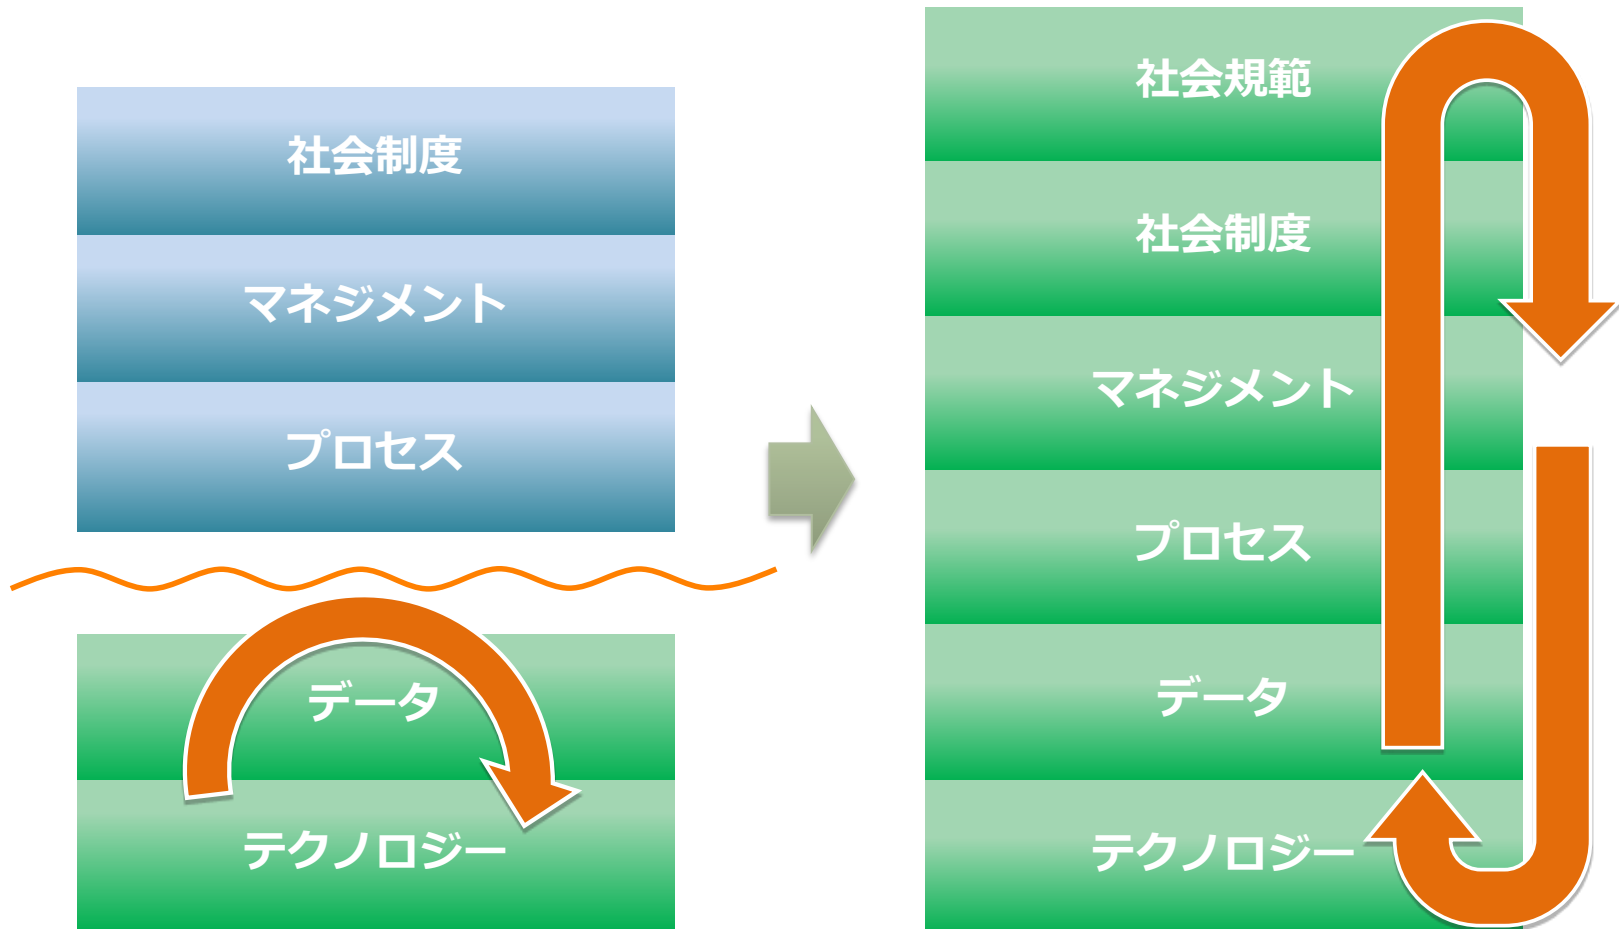 社会制度
マネジメント
プロセス
データ
テクノロジー
社会規範
社会制度
マネジメント
プロセス
データ
テクノロジー